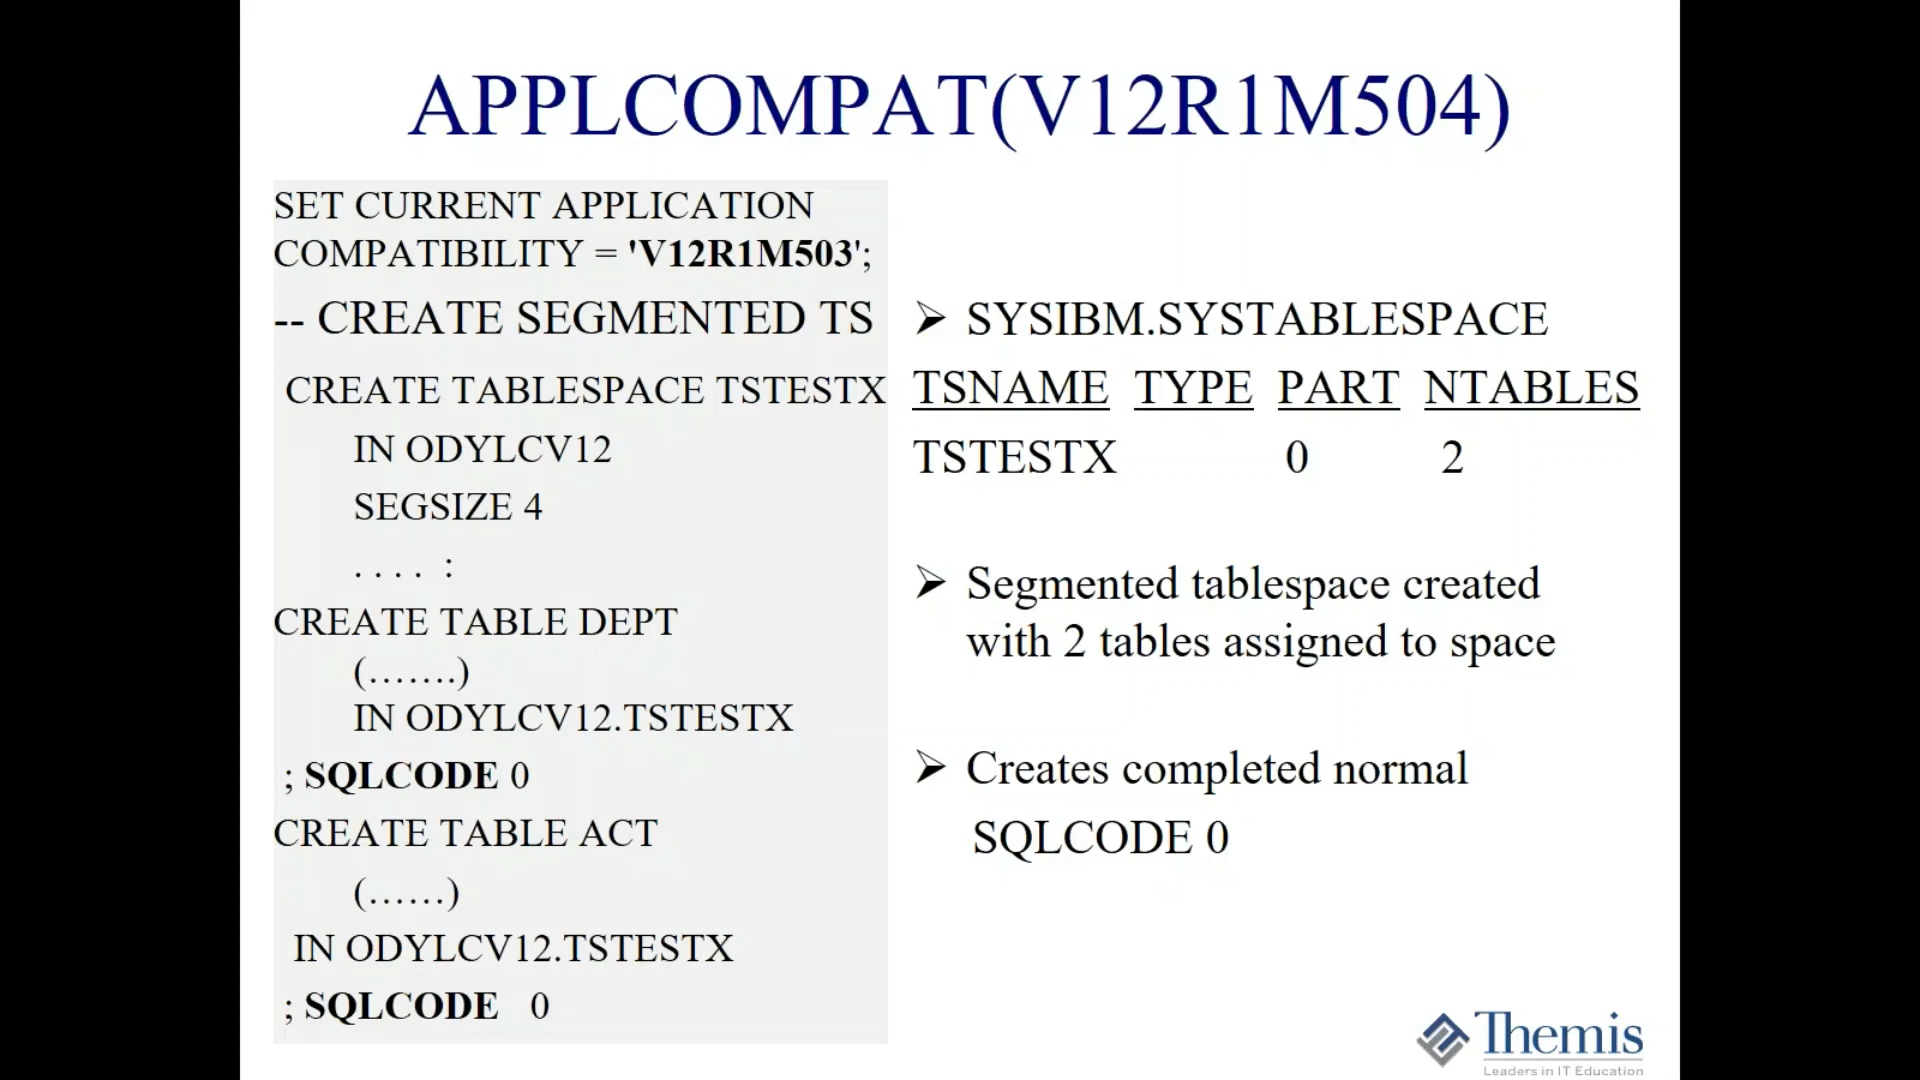 APPLCOMPAT(V12R1M504)
SET CURRENT APPLICATION
COMPATIBILITY = 'V12R1M503';
-- CREATE SEGMENTED TS
CREATE TABLESPACE TSTESTX
IN ODYLCV12
SEGSIZE 4
. . . . :
CREATE TABLE DEPT
(…….)
IN ODYLCV12.TSTESTX
; SQLCODE 0
CREATE TABLE ACT
(……)
IN ODYLCV12.TSTESTX
; SQLCODE 0
➢ SYSIBM.SYSTABLESPACE
TSNAME TYPE PART NTABLES
TSTESTX 0 2
➢ Segmented tablespace created
with 2 tables assigned to space
➢ Creates completed normal
SQLCODE 0
Themis
Leaders in IT Education